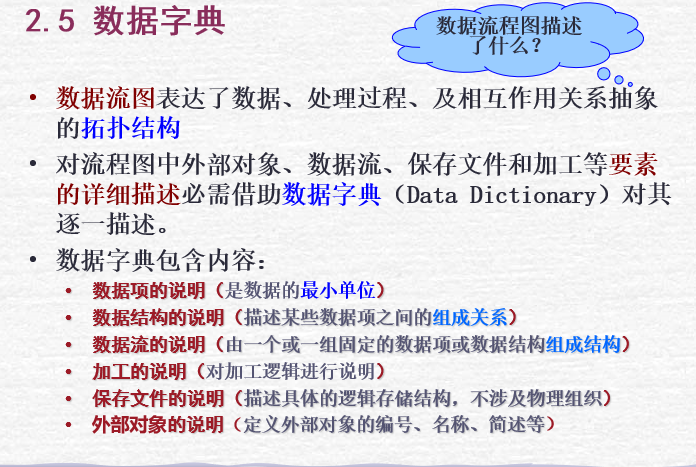 2.5 数据字典
数据流程图描述
了什么？
• 数据流图表达了数据、处理过程、及相互作用关系抽象
的拓扑结构
• 对流程图中外部对象、数据流、保存文件和加工等要素
的详细描述必需借助数据字典（Data Dictionary）对其
逐一描述。
• 数据字典包含内容：
• 数据项的说明（是数据的最小单位）
• 数据结构的说明（描述某些数据项之间的组成关系）
• 数据流的说明（由一个或一组固定的数据项或数据结构组成结构）
• 加工的说明（对加工逻辑进行说明）
• 保存文件的说明（描述具体的逻辑存储结构，不涉及物理组织）
• 外部对象的说明（定义外部对象的编号、名称、简述等）